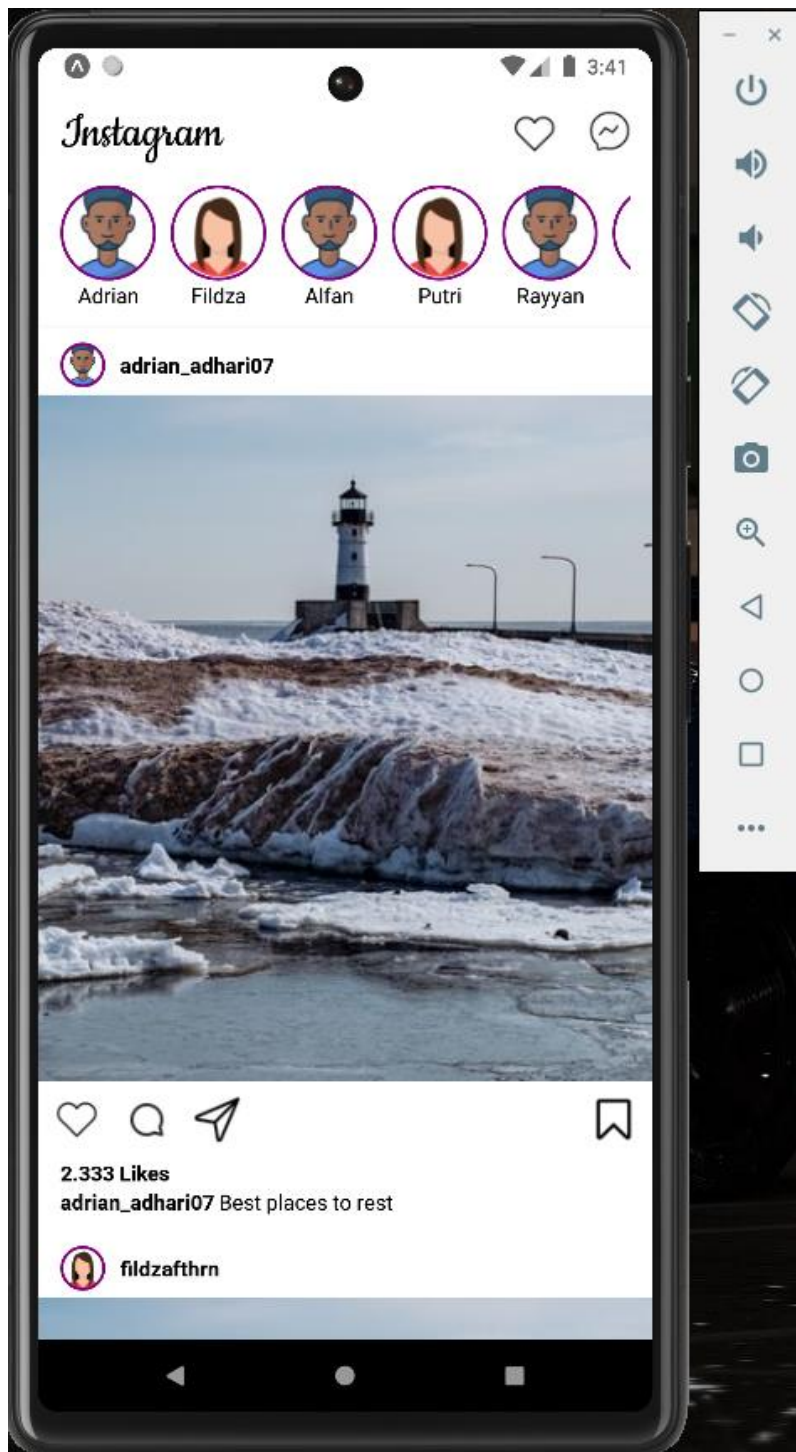 3:41
Instagram
Adrian Fildza Alfan Putri Rayyan
adrian_adhari07
2.333 Likes
adrian_adhari07 Best places to rest
fildzafthrn